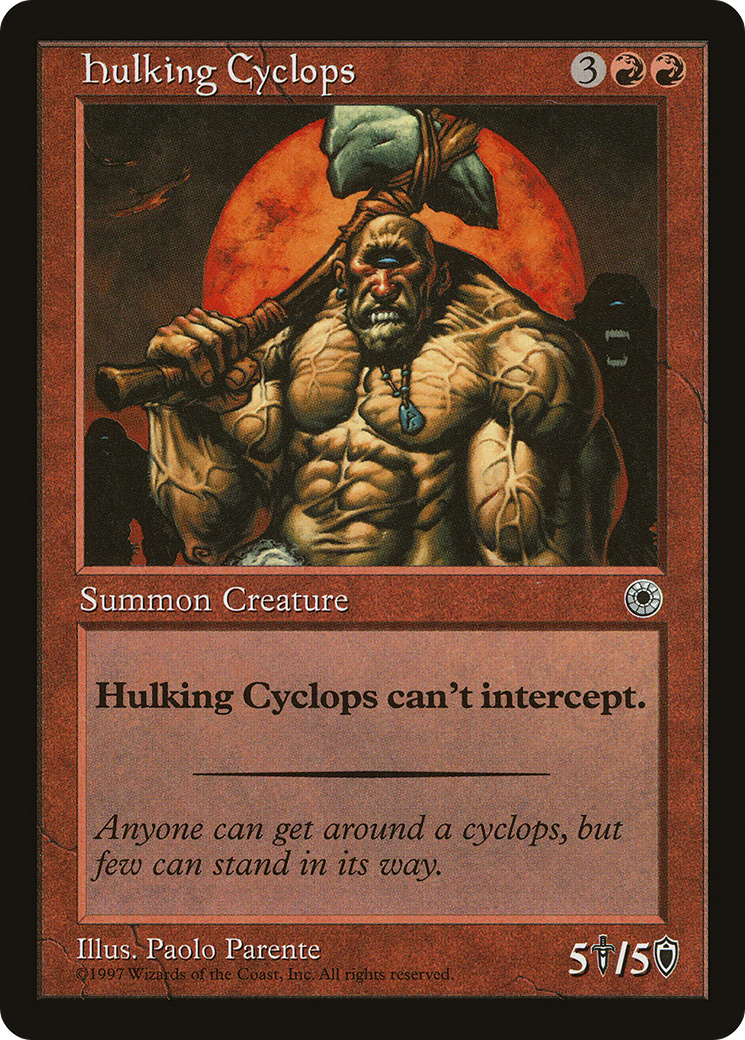 Hulking Cyclops
3
Summon Creature
Hulking Cyclops can't intercept.
Anyone can get around a cyclops, but
few can stand in its way.
Illus. Paolo Parente
©1997 Wizards of the Coast, Inc. All rights reserved.
5/5